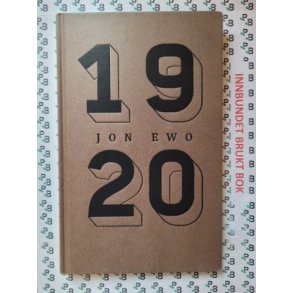 19
JON EWO
20
INNBUNDET BRUKT BOK